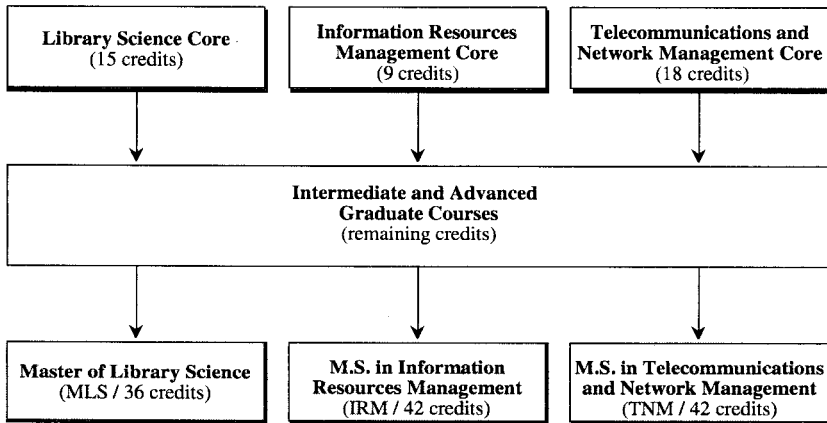 Library Science Core
(15 credits)
Information Resources
Management Core
(9 credits)
Telecommunications and
Network Management Core
(18 credits)
Intermediate and Advanced
Graduate Courses
(remaining credits)
Master of Library Science
(MLS / 36 credits)
M.S. in Information
Resources Management
(IRM / 42 credits)
M.S. in Telecommunications
and Network Management
(TNM / 42 credits)